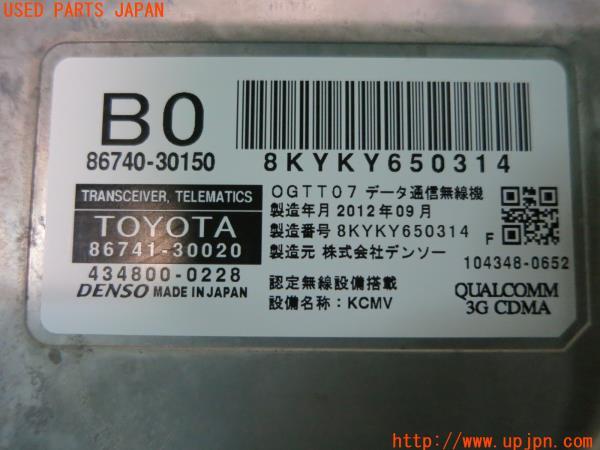 USED PARTS JAPAN
B0
86740-30150
8KYKY650314
TRANSCEIVER, TELEMATICS
TOYOTA
86741-30020
434800-0228
DENSO MADE IN JAPAN
OGTT07 データ通信無線機
製造年月 2012年09月
製造番号 8KYKY650314
製造元 株式会社デンソー
F
104348-0652
認定無線設備搭載
設備名称：KCMV
QUALCOMM
3G CDMA
http://www.upjpn.com/